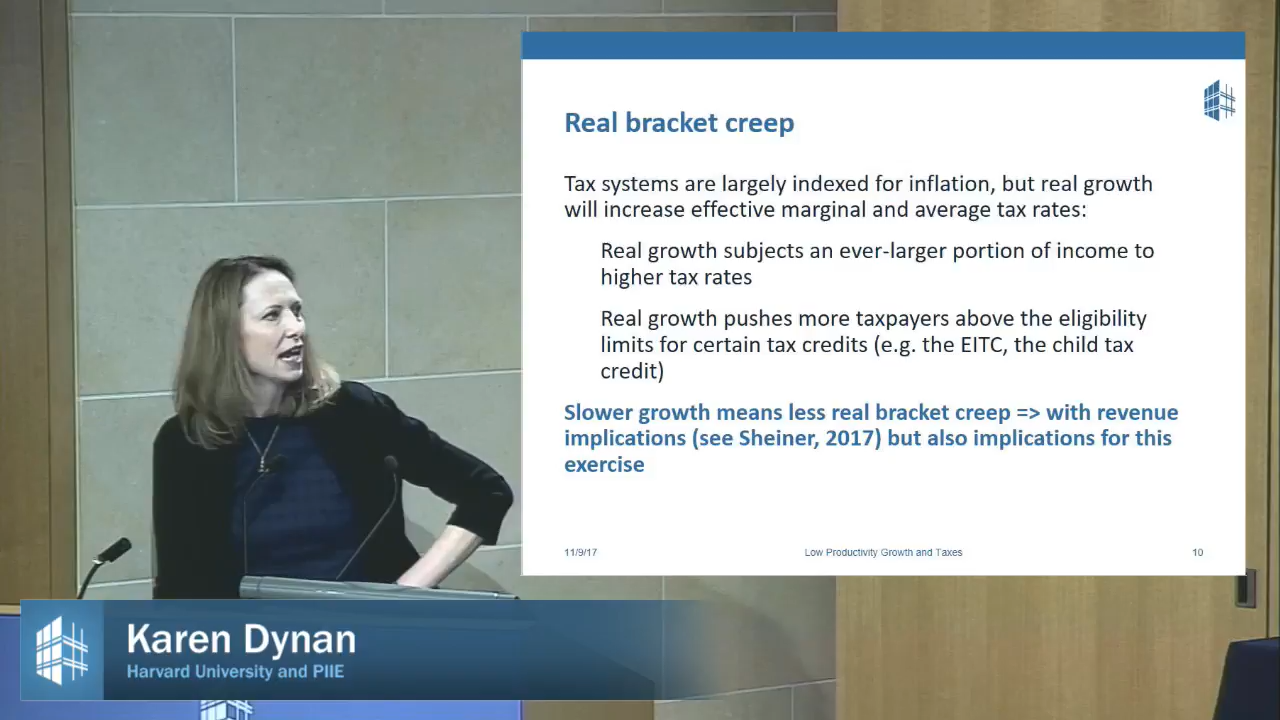 Real bracket creep
Tax systems are largely indexed for inflation, but real growth
will increase effective marginal and average tax rates:
Real growth subjects an ever-larger portion of income to
higher tax rates
Real growth pushes more taxpayers above the eligibility
limits for certain tax credits (e.g. the EITC, the child tax
credit)
Slower growth means less real bracket creep => with revenue
implications (see Sheiner, 2017) but also implications for this
exercise
11/9/17
Low Productivity Growth and Taxes
10
Karen Dynan
Harvard University and PIIE